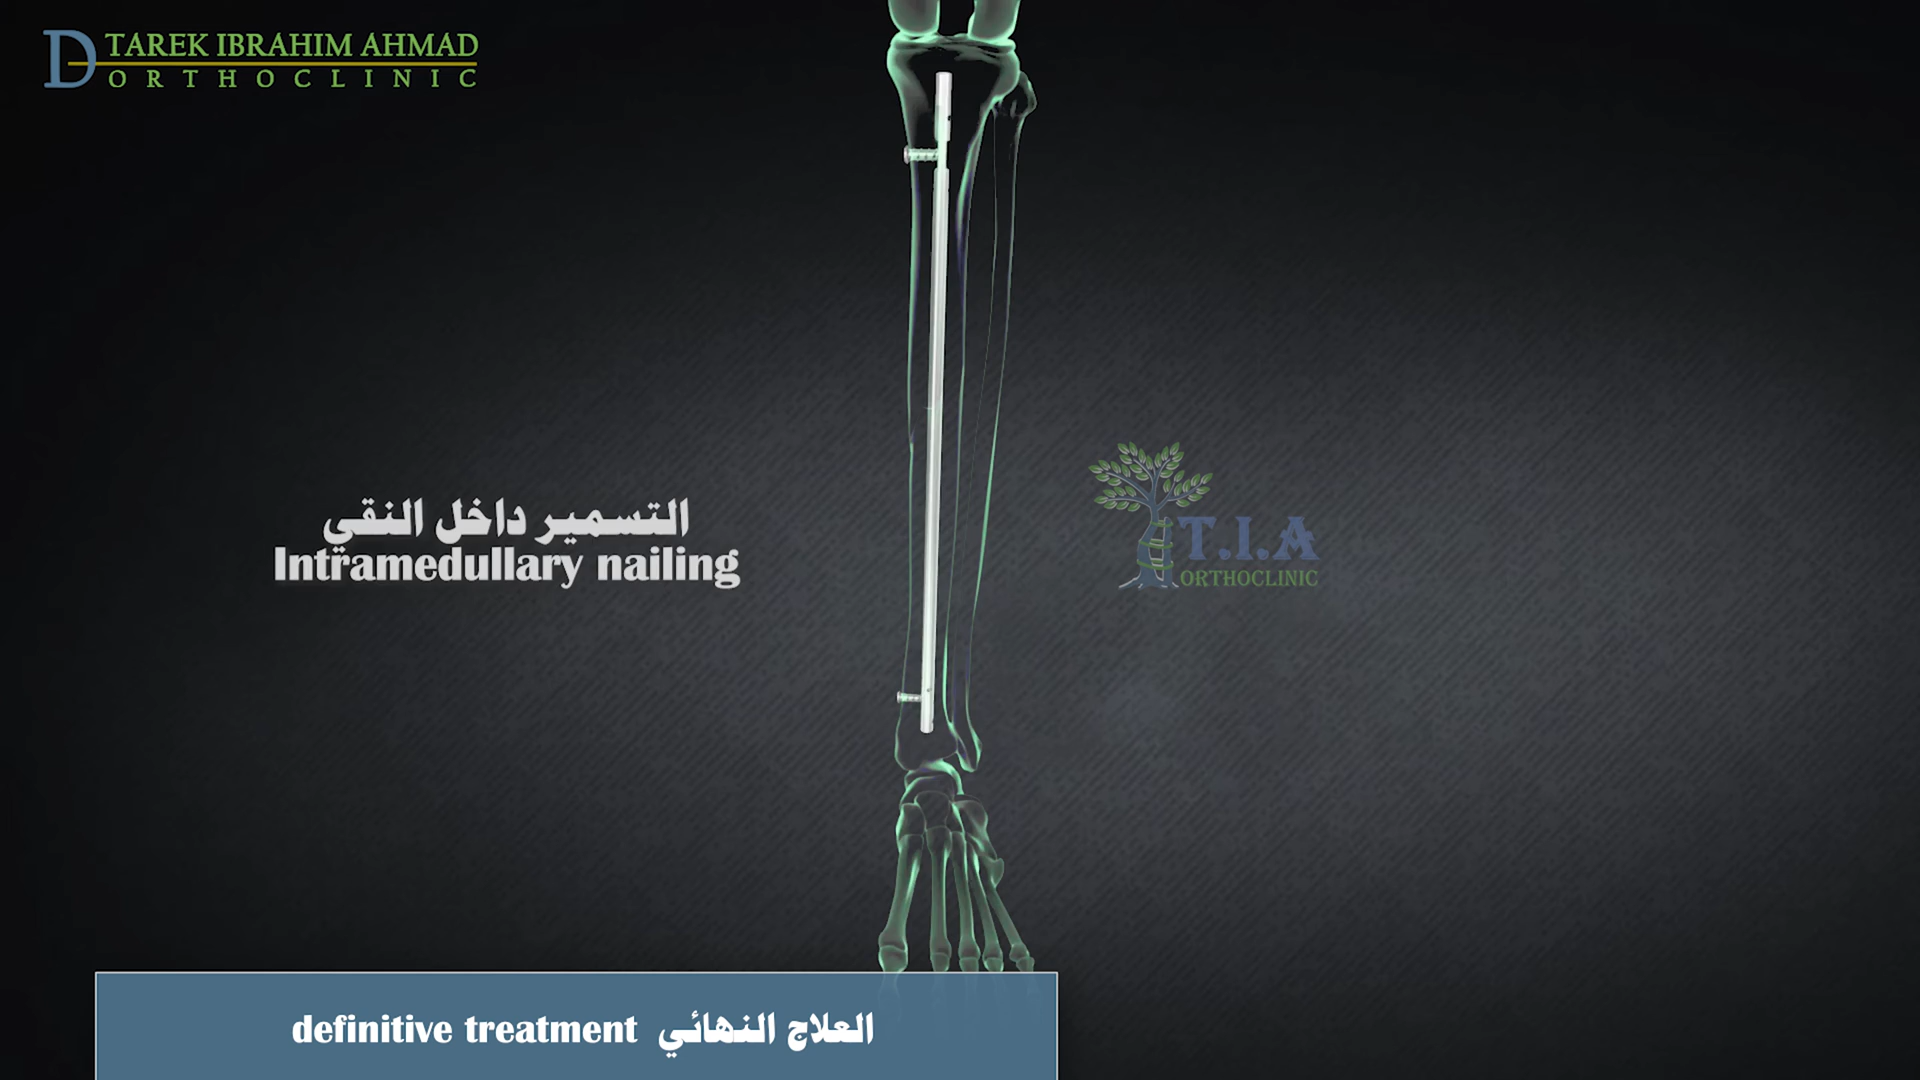 D TAREK IBRAHIM AHMAD
ORTHOCLINIC
التسمير داخل النقي
Intramedullary nailing
T.I.A
ORTHOCLINIC
definitive treatment العلاج النهائي